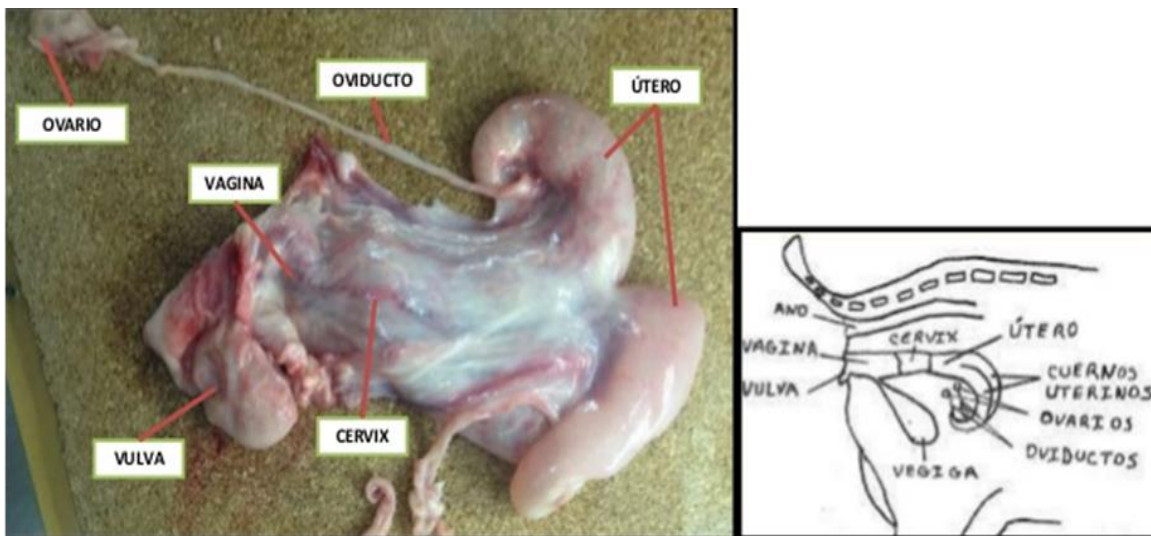 OVARIO
OVIDUCTO
ÚTERO
VAGINA
CERVIX
VULVA
ANO
VAGINA
CERVIX
ÚTERO
VULVA
CUERNOS
UTERINOS
OVARIOS
OVIDUCTOS
VEGIGA